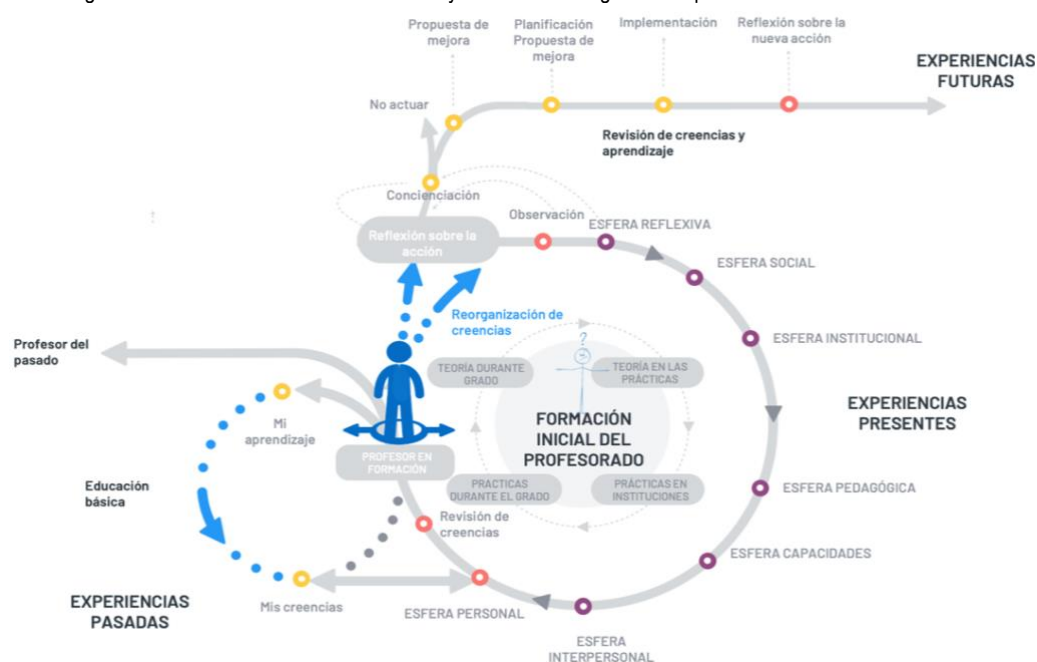 Propuesta de
mejora
Planificación
Propuesta de
mejora
Implementación
Reflexión sobre la
nueva acción
EXPERIENCIAS
FUTURAS
No actuar
Revisión de creencias y
aprendizaje
Concienciación
Observación
ESFERA REFLEXIVA
Reflexión sobre la
acción
ESFERA SOCIAL
Reorganización de
creencias
ESFERA INSTITUCIONAL
Profesor del
pasado
?
TEORÍA DURANTE
GRADO
TEORÍA EN LAS
PRÁCTICAS
Mi
aprendizaje
FORMACIÓN
INICIAL DEL
PROFESORADO
EXPERIENCIAS
PRESENTES
PROFESOR EN
FORMACIÓN
Educación
básica
PRACTICAS
DURANTE EL GRADO
PRÁCTICAS EN
INSTITUCIONES
ESFERA PEDAGÓGICA
Revisión de
creencias
ESFERA CAPACIDADES
EXPERIENCIAS
PASADAS
Mis creencias
ESFERA PERSONAL
ESFERA
INTERPERSONAL